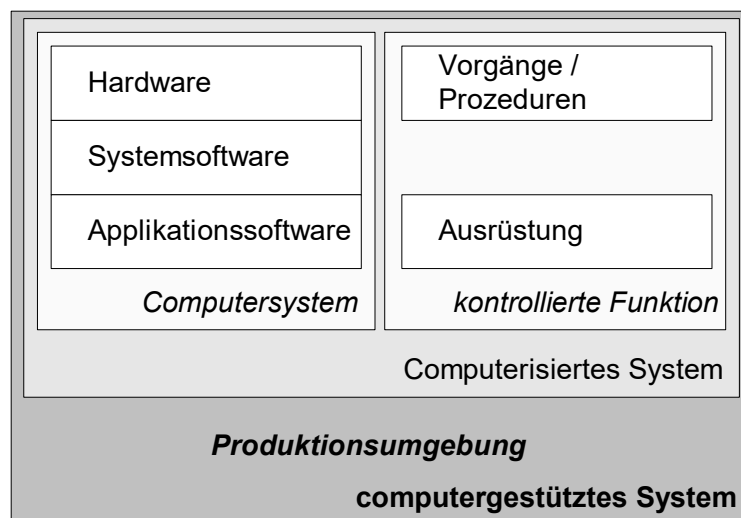 Hardware
Systemsoftware
Applikationssoftware
Computersystem
Vorgänge /
Prozeduren
Ausrüstung
kontrollierte Funktion
Computerisiertes System
Produktionsumgebung
computergestütztes System